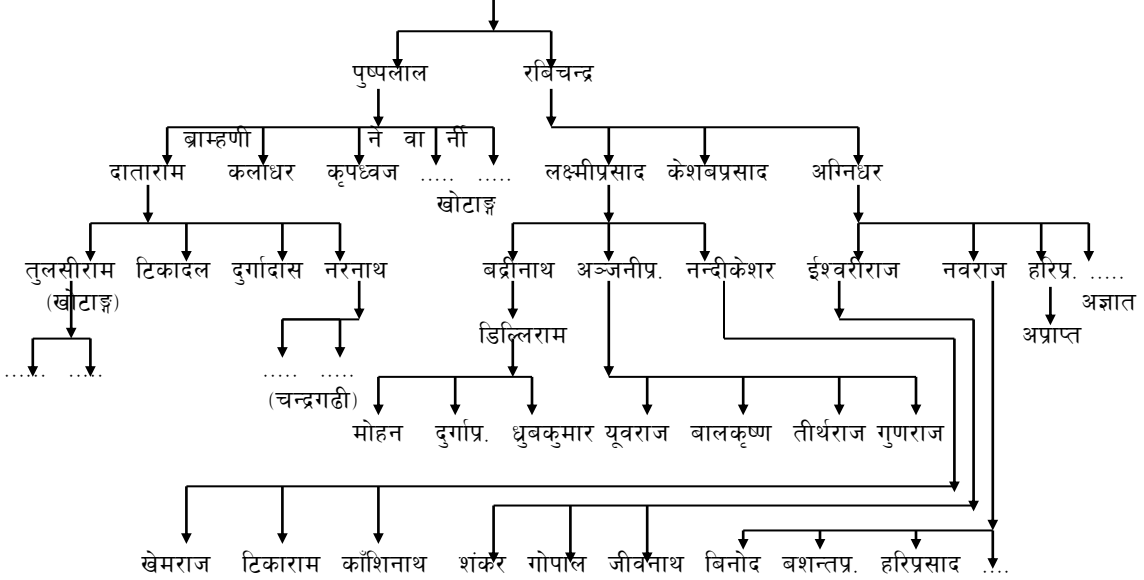 पुष्पलाल रबिचन्द्र
ब्राम्हणी ने वा र्नी
दाताराम कलाधर कृपध्वज ..... ..... लक्ष्मीप्रसाद केशबप्रसाद अग्निधर
खोटाङ्ग
तुलसीराम टिकादल दुर्गादास नरनाथ बद्रीनाथ अञ्जनीप्र. नन्दीकेशर ईश्वरीराज नवराज हरिप्र. .....
(खोटाङ्ग) अज्ञात
डिल्लिराम अप्राप्त
...... ..... ..... .....
(चन्द्रगढी)
मोहन दुर्गाप्र. ध्रुबकुमार यूवराज बालकृष्ण तीर्थराज गुणराज
खेमराज टिकाराम काँशिनाथ शंकर गोपाल जीवनाथ बिनोद बशन्तप्र. हरिप्रसाद ....